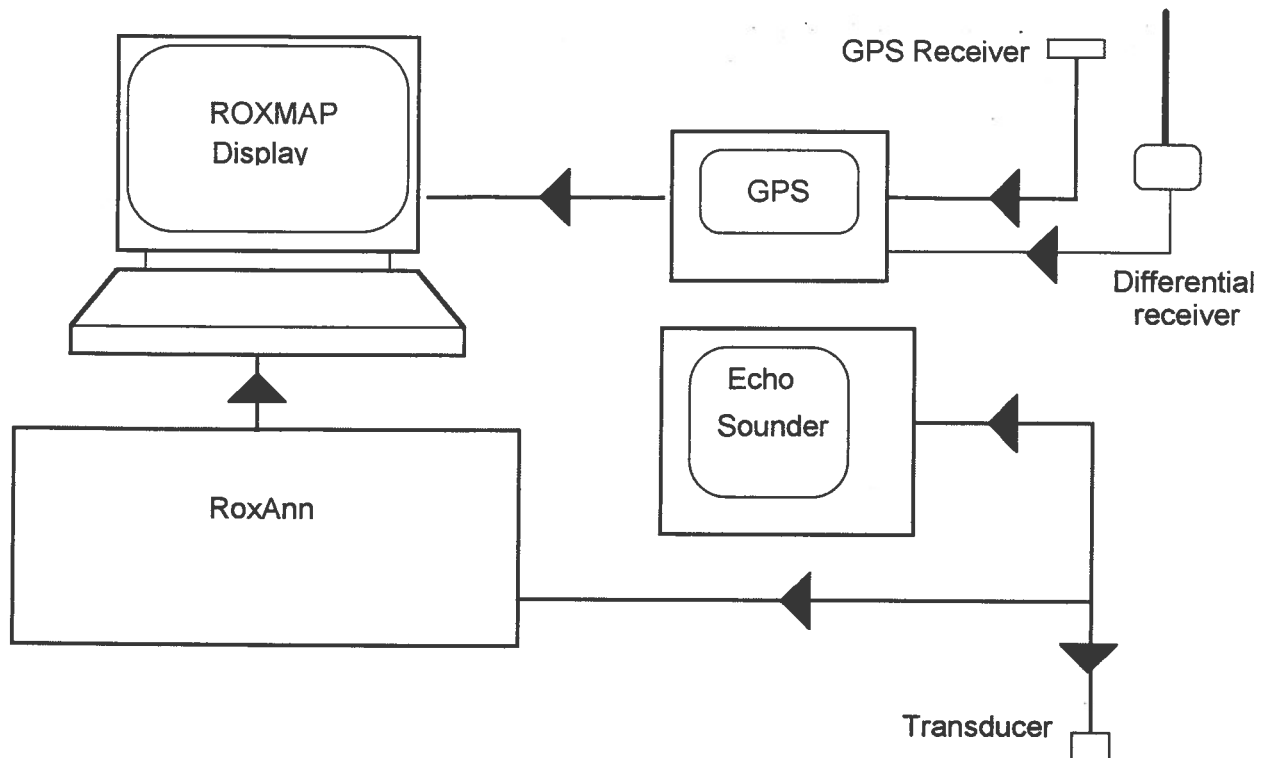 ROXMAP
Display
GPS Receiver
GPS
Differential
receiver
Echo
Sounder
RoxAnn
Transducer